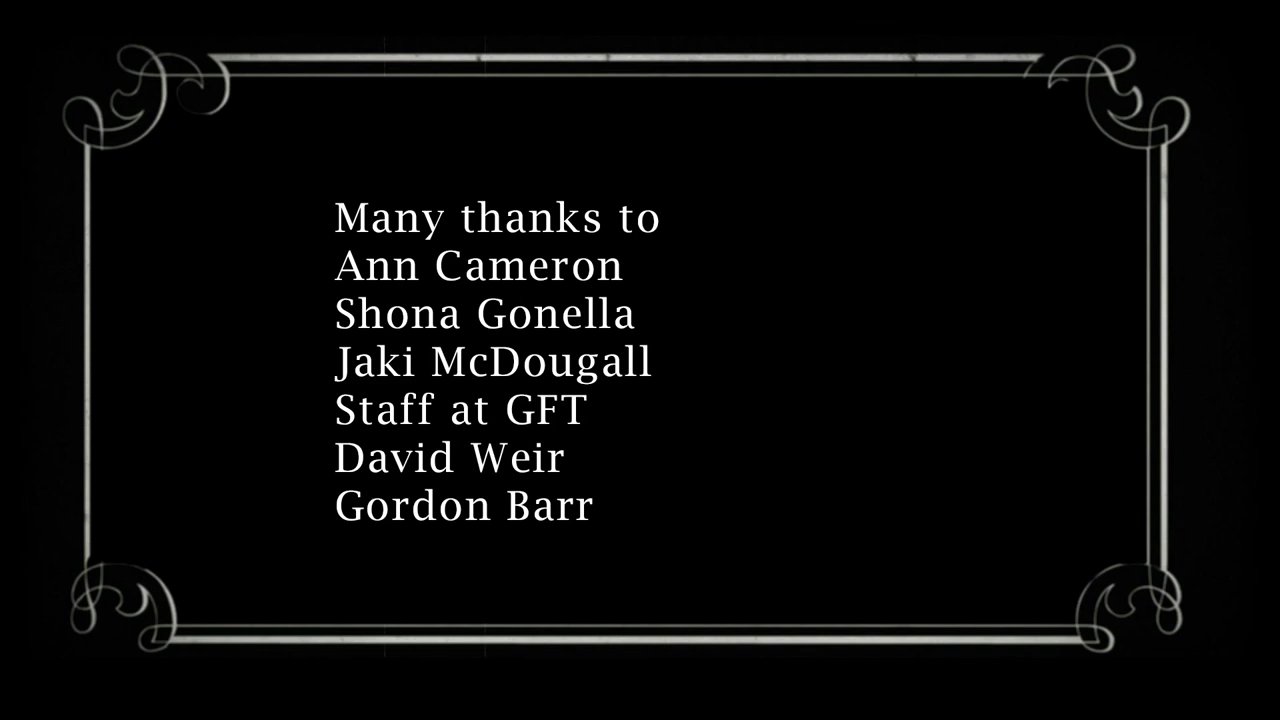 Many thanks to
Ann Cameron
Shona Gonella
Jaki McDougall
Staff at GFT
David Weir
Gordon Barr